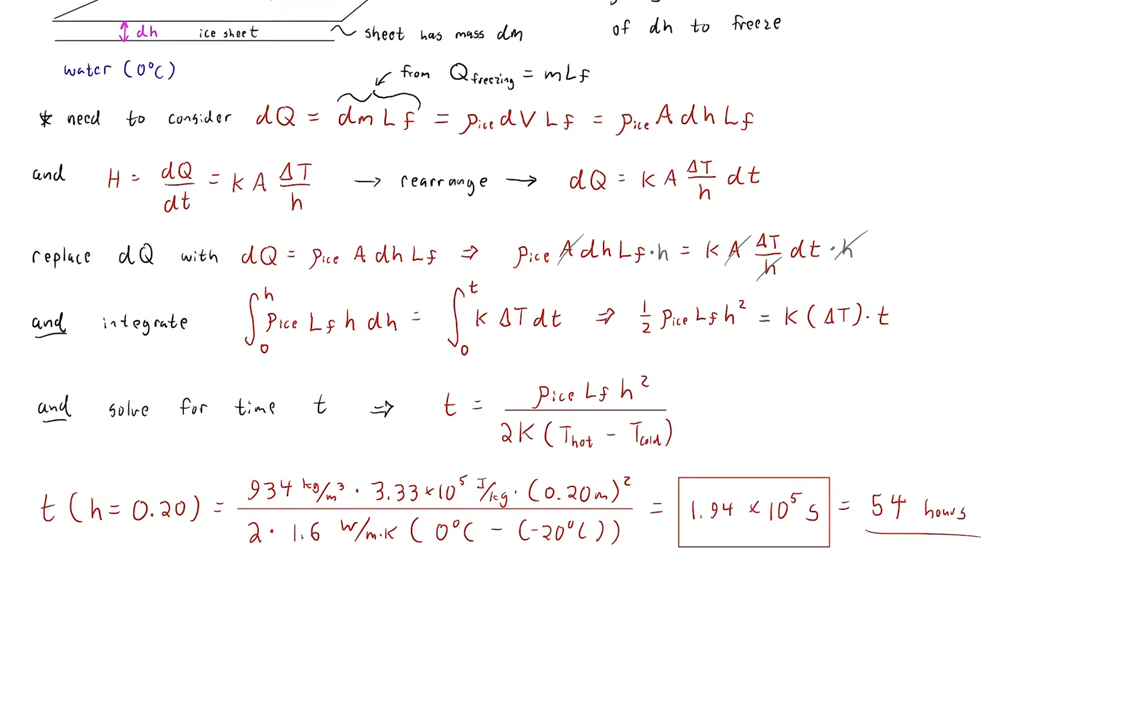 of dh to freeze
dh ice sheet sheet has mass dm
water (0°C)
from Q freezing = mLf
* need to consider dQ = dm Lf = ρice dV Lf = ρice A dh Lf
and H = dQ/dt = k A ΔT/h → rearrange → dQ = k A ΔT/h dt
replace dQ with dQ = ρice A dh Lf ⇒ ρice A dh Lf · h = k A ΔT/h dt · h
and integrate ∫₀ʰ ρice Lf h dh = ∫₀ᵗ k ΔT dt ⇒ 1/2 ρice Lf h² = k (ΔT) · t
and solve for time t ⇒ t = ρice Lf h² / 2k (Thot − Tcold)
t (h = 0.20) = 934 kg/m³ · 3.33 × 10⁵ J/kg · (0.20m)² / 2 · 1.6 W/m·K (0°C − (−20°C)) = 1.94 × 10⁵ s = 54 hours